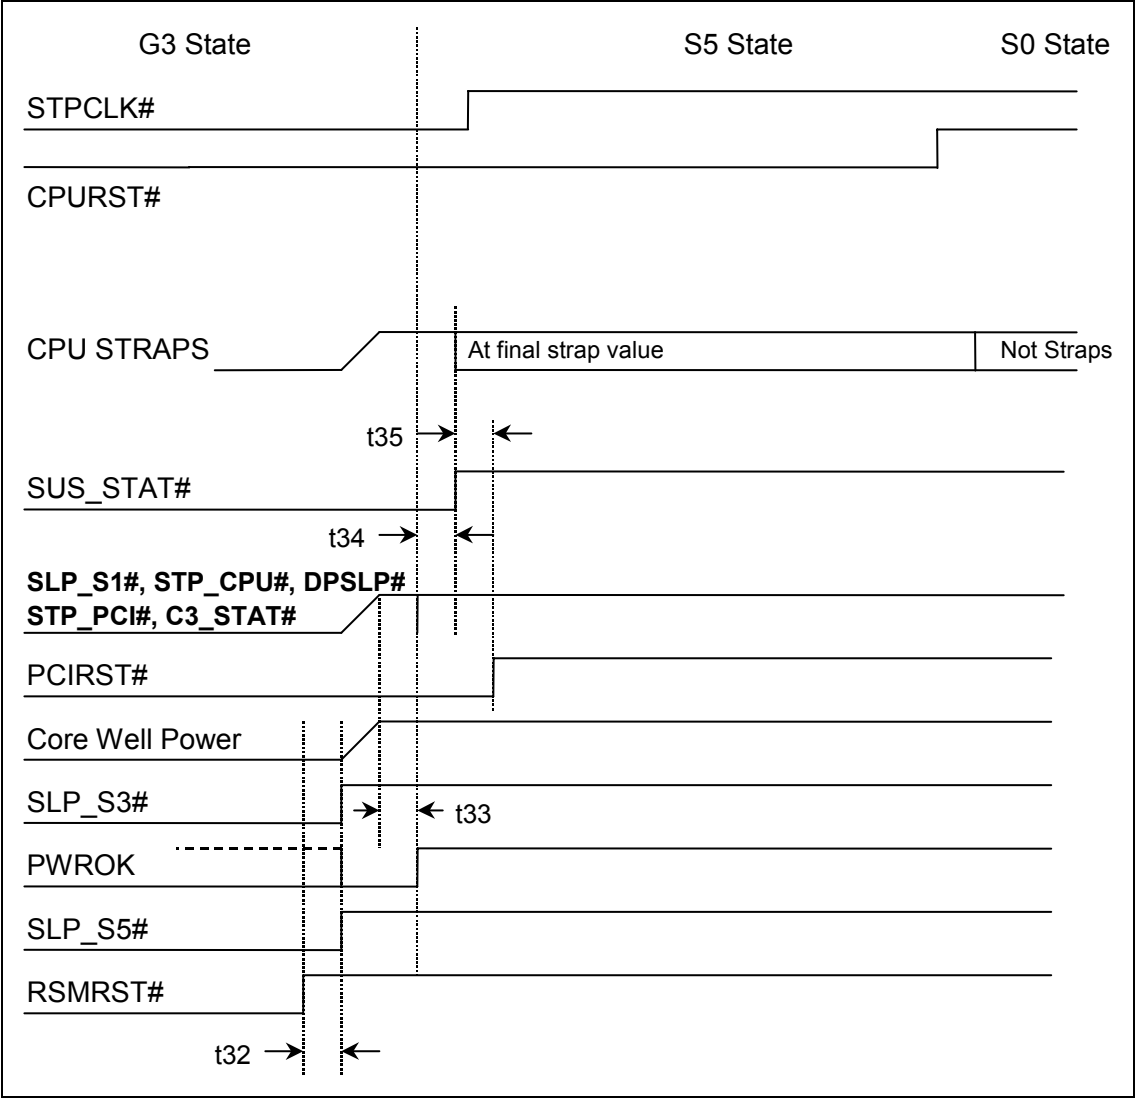 G3 State S5 State S0 State
STPCLK#
CPURST#
CPU STRAPS At final strap value Not Straps
t35
SUS_STAT#
t34
SLP_S1#, STP_CPU#, DPSLP#
STP_PCI#, C3_STAT#
PCIRST#
Core Well Power
SLP_S3# t33
PWROK
SLP_S5#
RSMRST#
t32